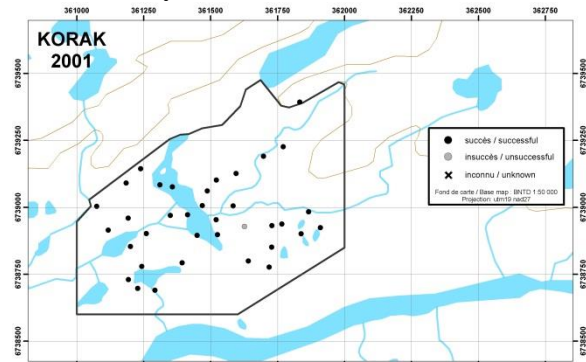 361000 361250 361500 361750 362000 362250 362500 362750
KORAK
2001
6739500 6739500
6739250 6739250
6739000 6739000
6738750 6738750
6738500 6738500
succès / successful
insuccès / unsuccessful
inconnu / unknown
Fond de carte / Base map : BNTD 1:50 000
Projection: utm19 nad27